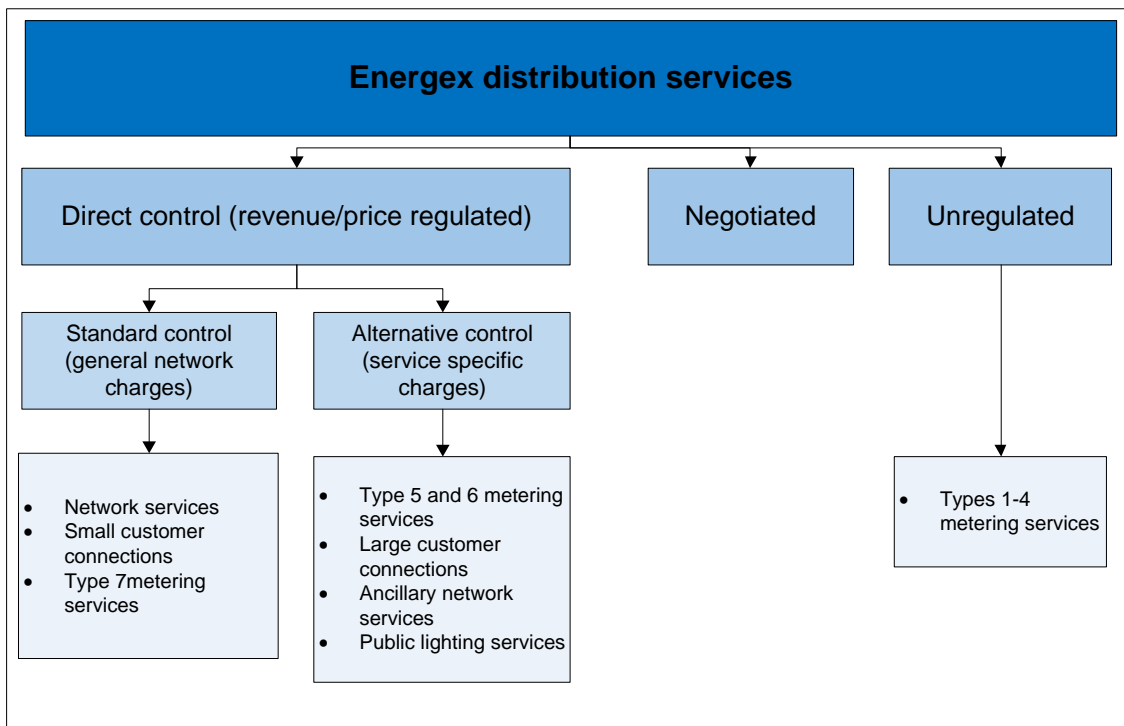 Energex distribution services
Direct control (revenue/price regulated)
Negotiated
Unregulated
Standard control
(general network
charges)
Alternative control
(service specific
charges)
• Network services
• Small customer
connections
• Type 7metering
services
• Type 5 and 6 metering
services
• Large customer
connections
• Ancillary network
services
• Public lighting services
• Types 1-4
metering services